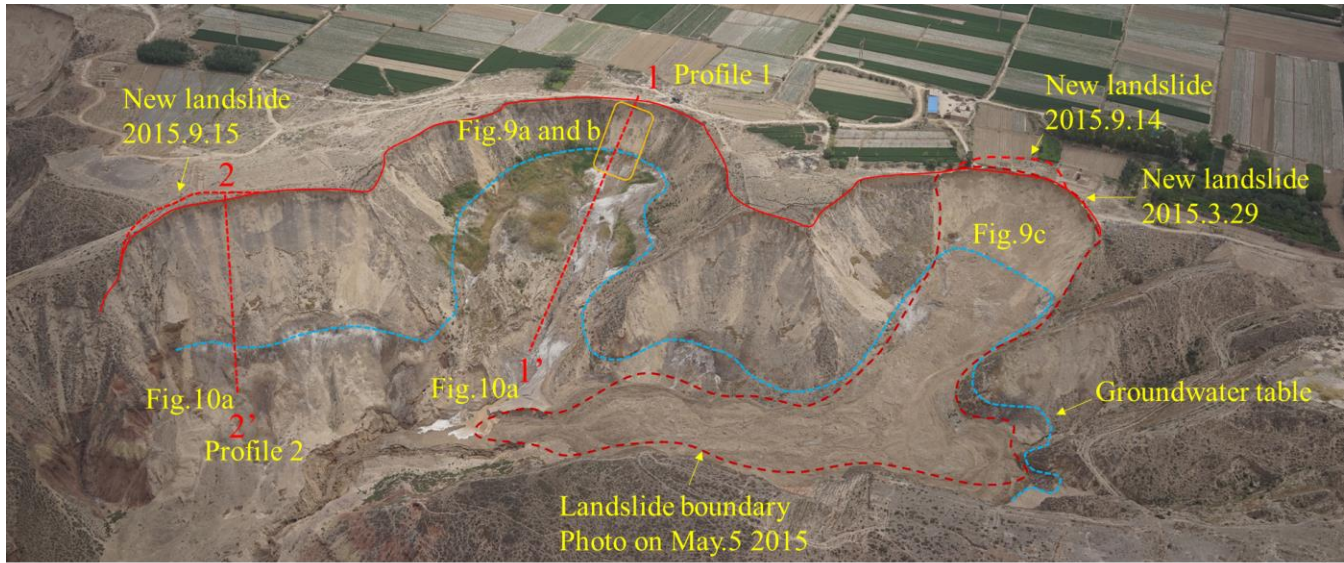 1 Profile 1
New landslide
2015.9.15
Fig.9a and b
New landslide
2015.9.14
2
New landslide
2015.3.29
Fig.9c
1’
Fig.10a
Fig.10a
2’
Profile 2
Groundwater table
Landslide boundary
Photo on May.5 2015